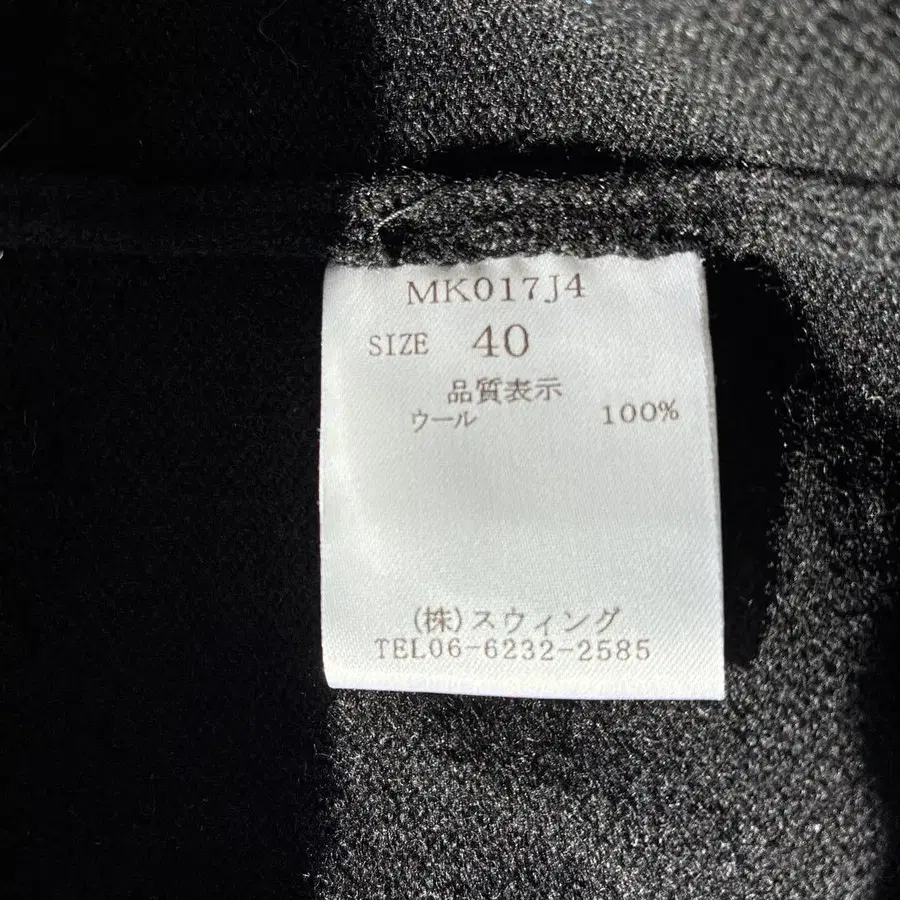 MK017J4
SIZE 40
品質表示
ウール 100%
(株)スウィング
TEL06-6232-2585